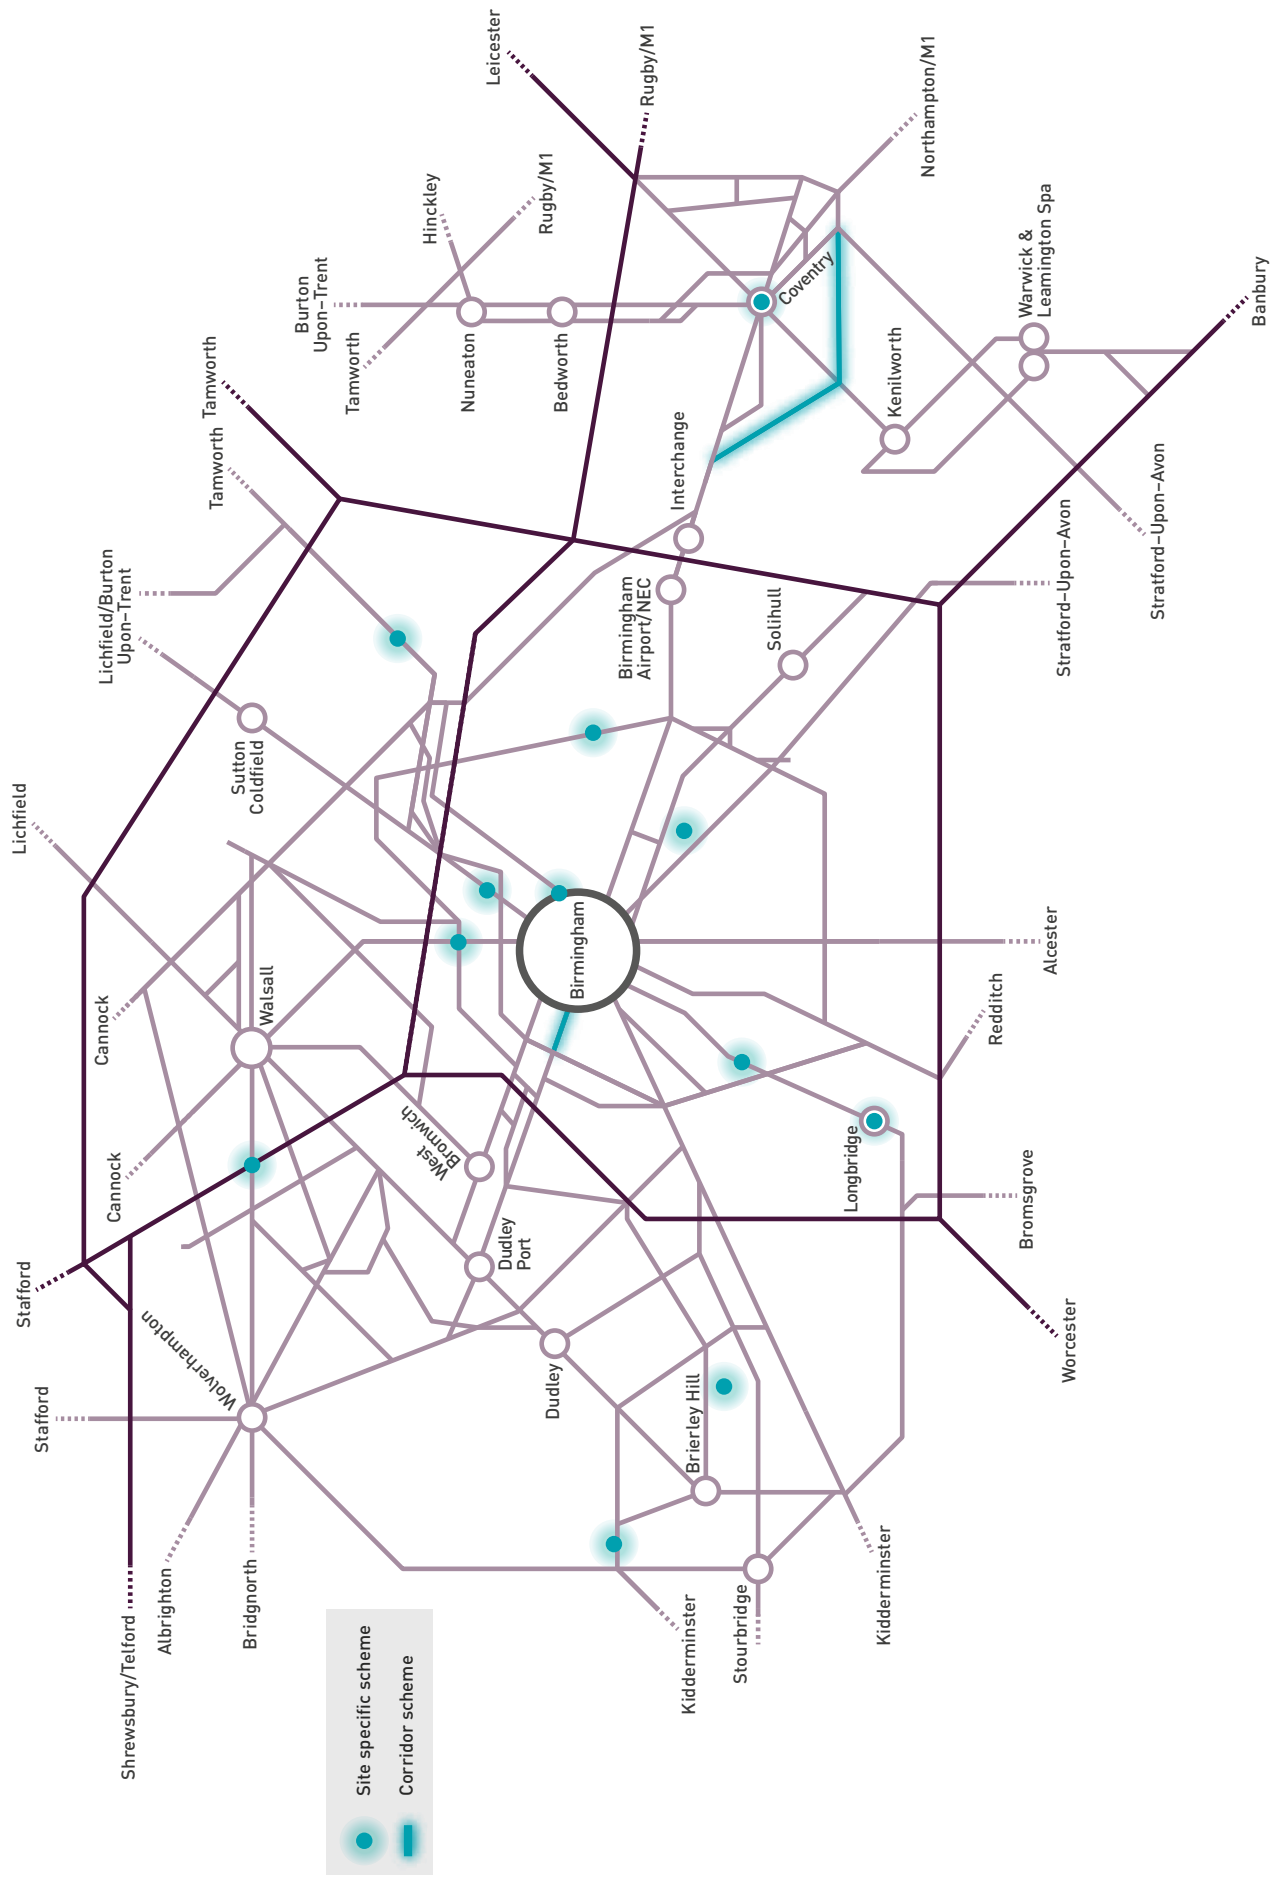 Stafford
Shrewsbury/Telford
Stafford
Albrighton
Bridgnorth
Wolverhampton
Cannock
Cannock
Walsall
Lichfield
Sutton
Coldfield
Lichfield/Burton
Upon-Trent
Tamworth
Tamworth
Burton
Upon-Trent
Tamworth
Hinckley
Rugby/M1
Nuneaton
Bedworth
Leicester
Rugby/M1
Northampton/M1
Coventry
Warwick &
Leamington Spa
Kenilworth
Banbury
Interchange
Birmingham
Airport/NEC
Solihull
Stratford-Upon-Avon
Stratford-Upon-Avon
Birmingham
West
Bromwich
Dudley
Port
Dudley
Brierley Hill
Stourbridge
Kidderminster
Kidderminster
Longbridge
Alcester
Redditch
Bromsgrove
Worcester
Site specific scheme
Corridor scheme